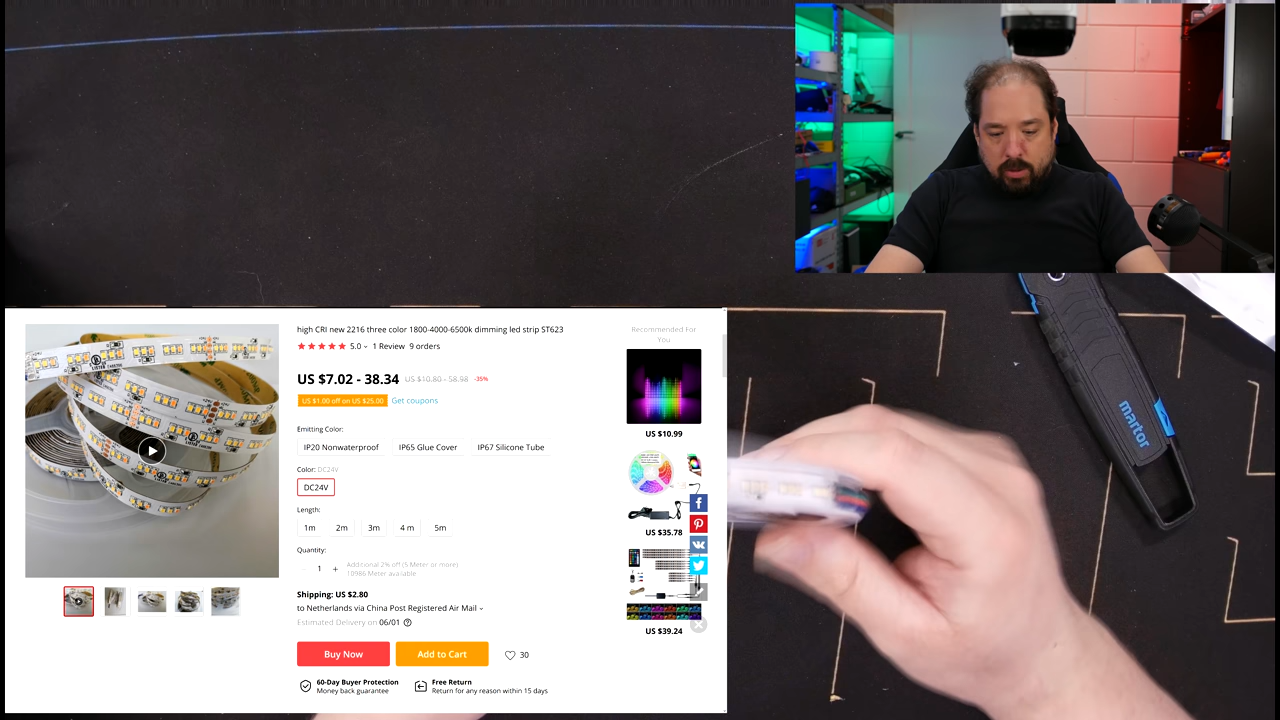 high CRI new 2216 three color 1800-4000-6500k dimming led strip ST623
5.0 1 Review 9 orders
US $7.02 - 38.34 US $10.80 - 58.98 -35%
US $1.00 off on US $25.00 Get coupons
Emitting Color:
IP20 Nonwaterproof IP65 Glue Cover IP67 Silicone Tube
Color: DC24V
DC24V
Length:
1m 2m 3m 4 m 5m
Quantity:
1 +
Additional 2% off (5 Meter or more)
10986 Meter available
Shipping: US $2.80
to Netherlands via China Post Registered Air Mail
Estimated Delivery on 06/01
Buy Now Add to Cart 30
60-Day Buyer Protection
Money back guarantee
Free Return
Return for any reason within 15 days
Recommended For
You
US $10.99
US $35.78
US $39.24
martor